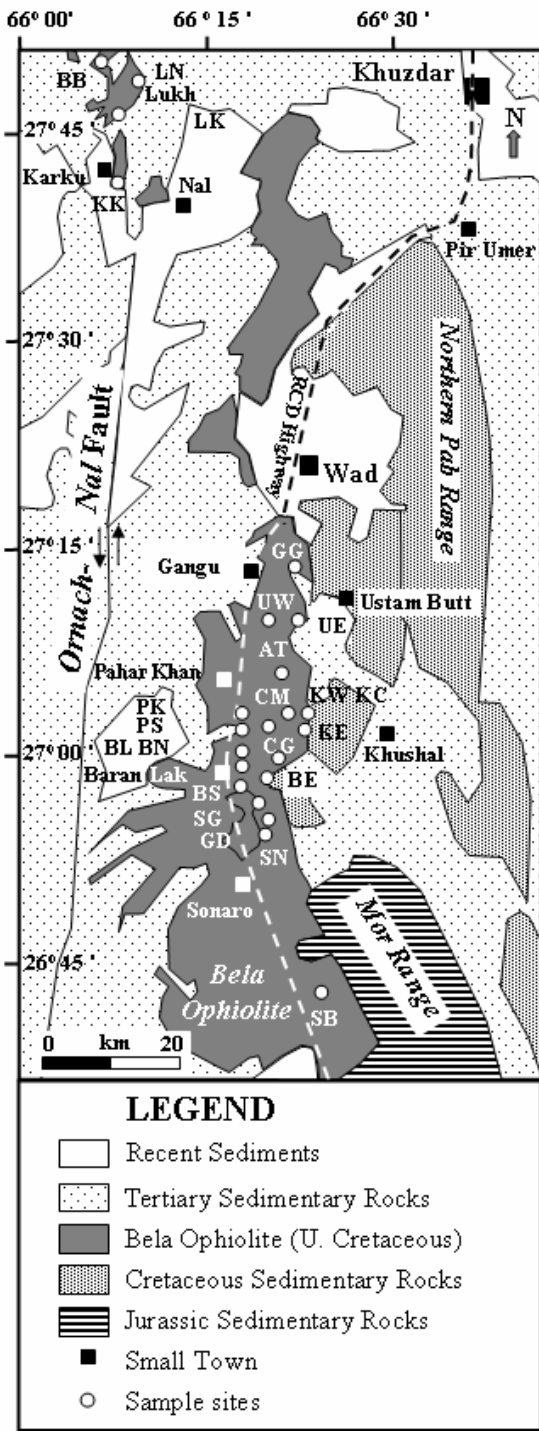 66° 00' 66° 15' 66° 30'
BB LN
Lukh
Khuzdar
N
27° 45'
LK
Karku
Nal
KK
Pir Umer
27° 30'
RCD Highway
Northern Pab Range
Wad
Ornach-Nal Fault
27° 15'
Gangu
GG
UW
UE
Ustam Butt
AT
Pahar Khan
PK
PS
BL BN
CM
KW KC
KE
Khushal
27° 00'
CG
Baran Lak
BE
BS
SG
GD
SN
Sonaro
Mor Range
26° 45'
Bela
Ophiolite
SB
0 km 20
LEGEND
Recent Sediments
Tertiary Sedimentary Rocks
Bela Ophiolite (U. Cretaceous)
Cretaceous Sedimentary Rocks
Jurassic Sedimentary Rocks
Small Town
Sample sites